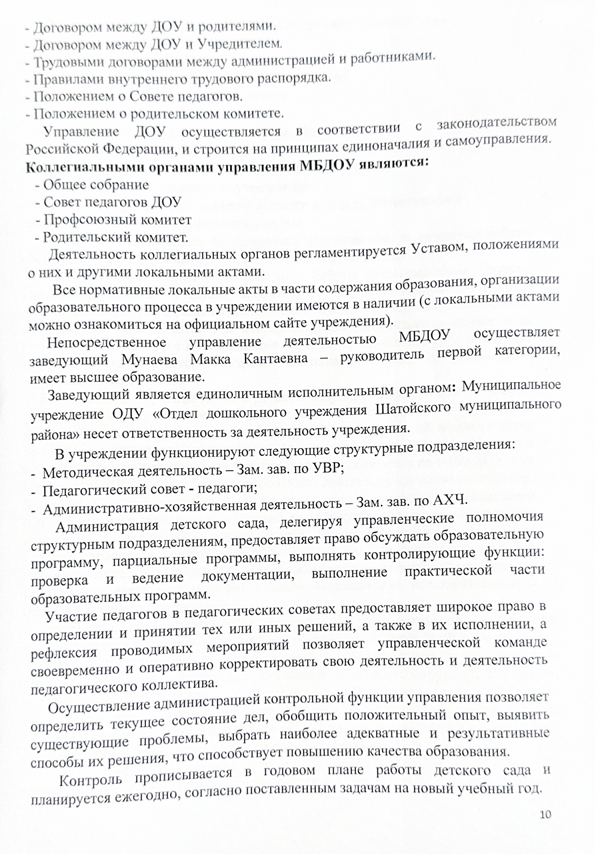 - Договором между ДОУ и родителями.
- Договором между ДОУ и Учредителем.
- Трудовыми договорами между администрацией и работниками.
- Правилами внутреннего трудового распорядка.
- Положением о Совете педагогов.
- Положением о родительском комитете.
Управление ДОУ осуществляется в соответствии с законодательством
Российской Федерации, и строится на принципах единоначалия и самоуправления.
Коллегиальными органами управления МБДОУ являются:
- Общее собрание
- Совет педагогов ДОУ
- Профсоюзный комитет
- Родительский комитет.
Деятельность коллегиальных органов регламентируется Уставом, положениями
о них и другими локальными актами.
Все нормативные локальные акты в части содержания образования, организации
образовательного процесса в учреждении имеются в наличии (с локальными актами
можно ознакомиться на официальном сайте учреждения).
Непосредственное управление деятельностью МБДОУ осуществляет
заведующий Мунаева Макка Кантаевна – руководитель первой категории,
имеет высшее образование.
Заведующий является единоличным исполнительным органом: Муниципальное
учреждение ОДУ «Отдел дошкольного учреждения Шатойского муниципального
района» несет ответственность за деятельность учреждения.
В учреждении функционируют следующие структурные подразделения:
- Методическая деятельность – Зам. зав. по УВР;
- Педагогический совет - педагоги;
- Административно-хозяйственная деятельность – Зам. зав. по АХЧ.
Администрация детского сада, делегируя управленческие полномочия
структурным подразделениям, предоставляет право обсуждать образовательную
программу, парциальные программы, выполнять контролирующие функции:
проверка и ведение документации, выполнение практической части
образовательных программ.
Участие педагогов в педагогических советах предоставляет широкое право в
определении и принятии тех или иных решений, а также в их исполнении, а
рефлексия проводимых мероприятий позволяет управленческой команде
своевременно и оперативно корректировать свою деятельность и деятельность
педагогического коллектива.
Осуществление администрацией контрольной функции управления позволяет
определить текущее состояние дел, обобщить положительный опыт, выявить
существующие проблемы, выбрать наиболее адекватные и результативные
способы их решения, что способствует повышению качества образования.
Контроль прописывается в годовом плане работы детского сада и
планируется ежегодно, согласно поставленным задачам на новый учебный год.
10